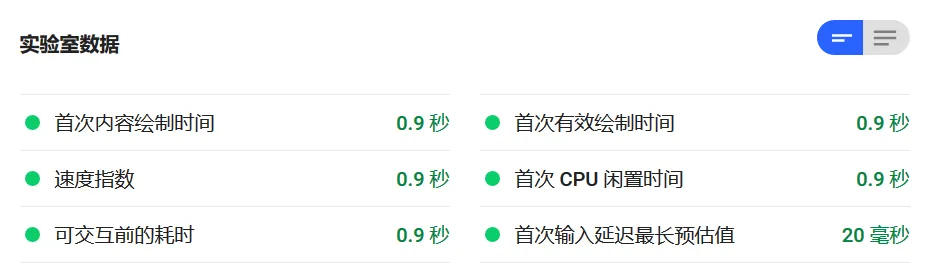 实验室数据
首次内容绘制时间 0.9 秒
首次有效绘制时间 0.9 秒
速度指数 0.9 秒
首次 CPU 闲置时间 0.9 秒
可交互前的耗时 0.9 秒
首次输入延迟最长预估值 20 毫秒